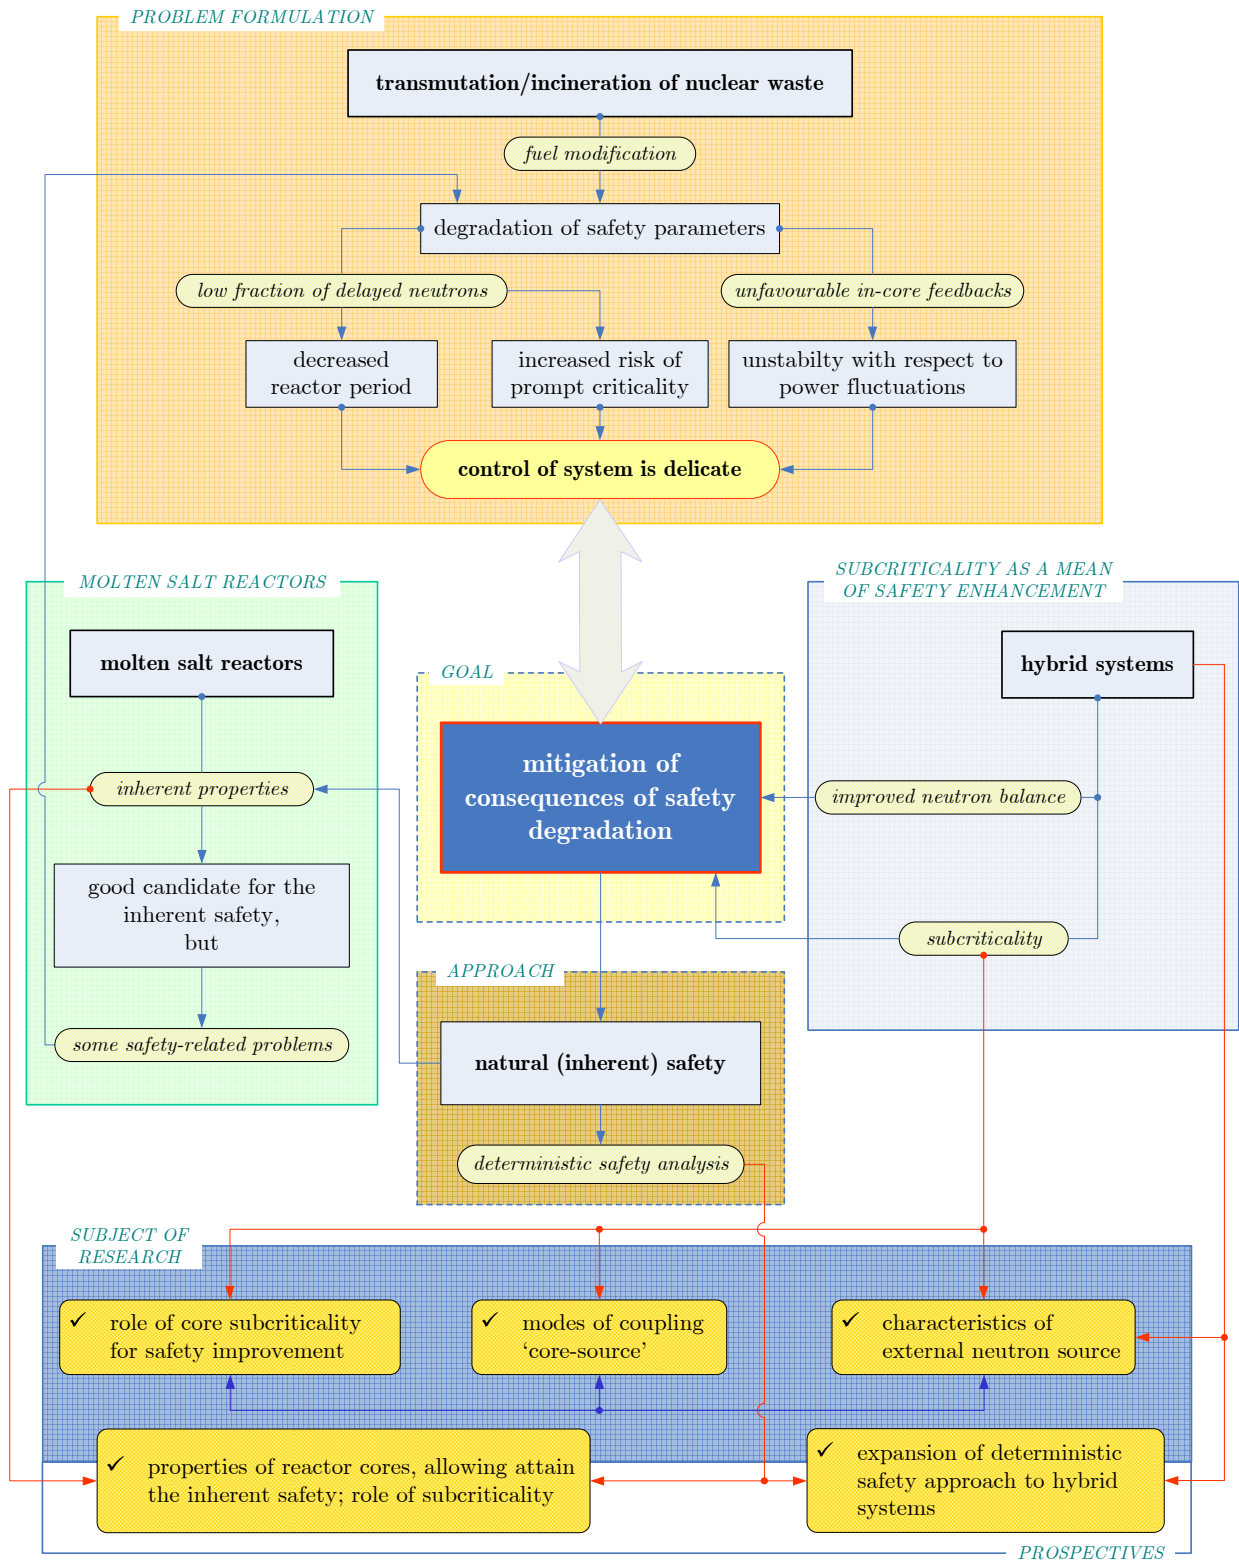 PROBLEM FORMULATION
transmutation/incineration of nuclear waste
fuel modification
degradation of safety parameters
low fraction of delayed neutrons
unfavourable in-core feedbacks
decreased
reactor period
increased risk of
prompt criticality
unstabilty with respect to
power fluctuations
control of system is delicate
MOLTEN SALT REACTORS
molten salt reactors
inherent properties
good candidate for the
inherent safety,
but
some safety-related problems
GOAL
mitigation of
consequences of safety
degradation
SUBCRITICALITY AS A MEAN
OF SAFETY ENHANCEMENT
hybrid systems
improved neutron balance
subcriticality
APPROACH
natural (inherent) safety
deterministic safety analysis
SUBJECT OF
RESEARCH
✓ role of core subcriticality
for safety improvement
✓ modes of coupling
‘core-source’
✓ characteristics of
external neutron source
✓ properties of reactor cores, allowing attain
the inherent safety; role of subcriticality
✓ expansion of deterministic
safety approach to hybrid
systems
PROSPECTIVES